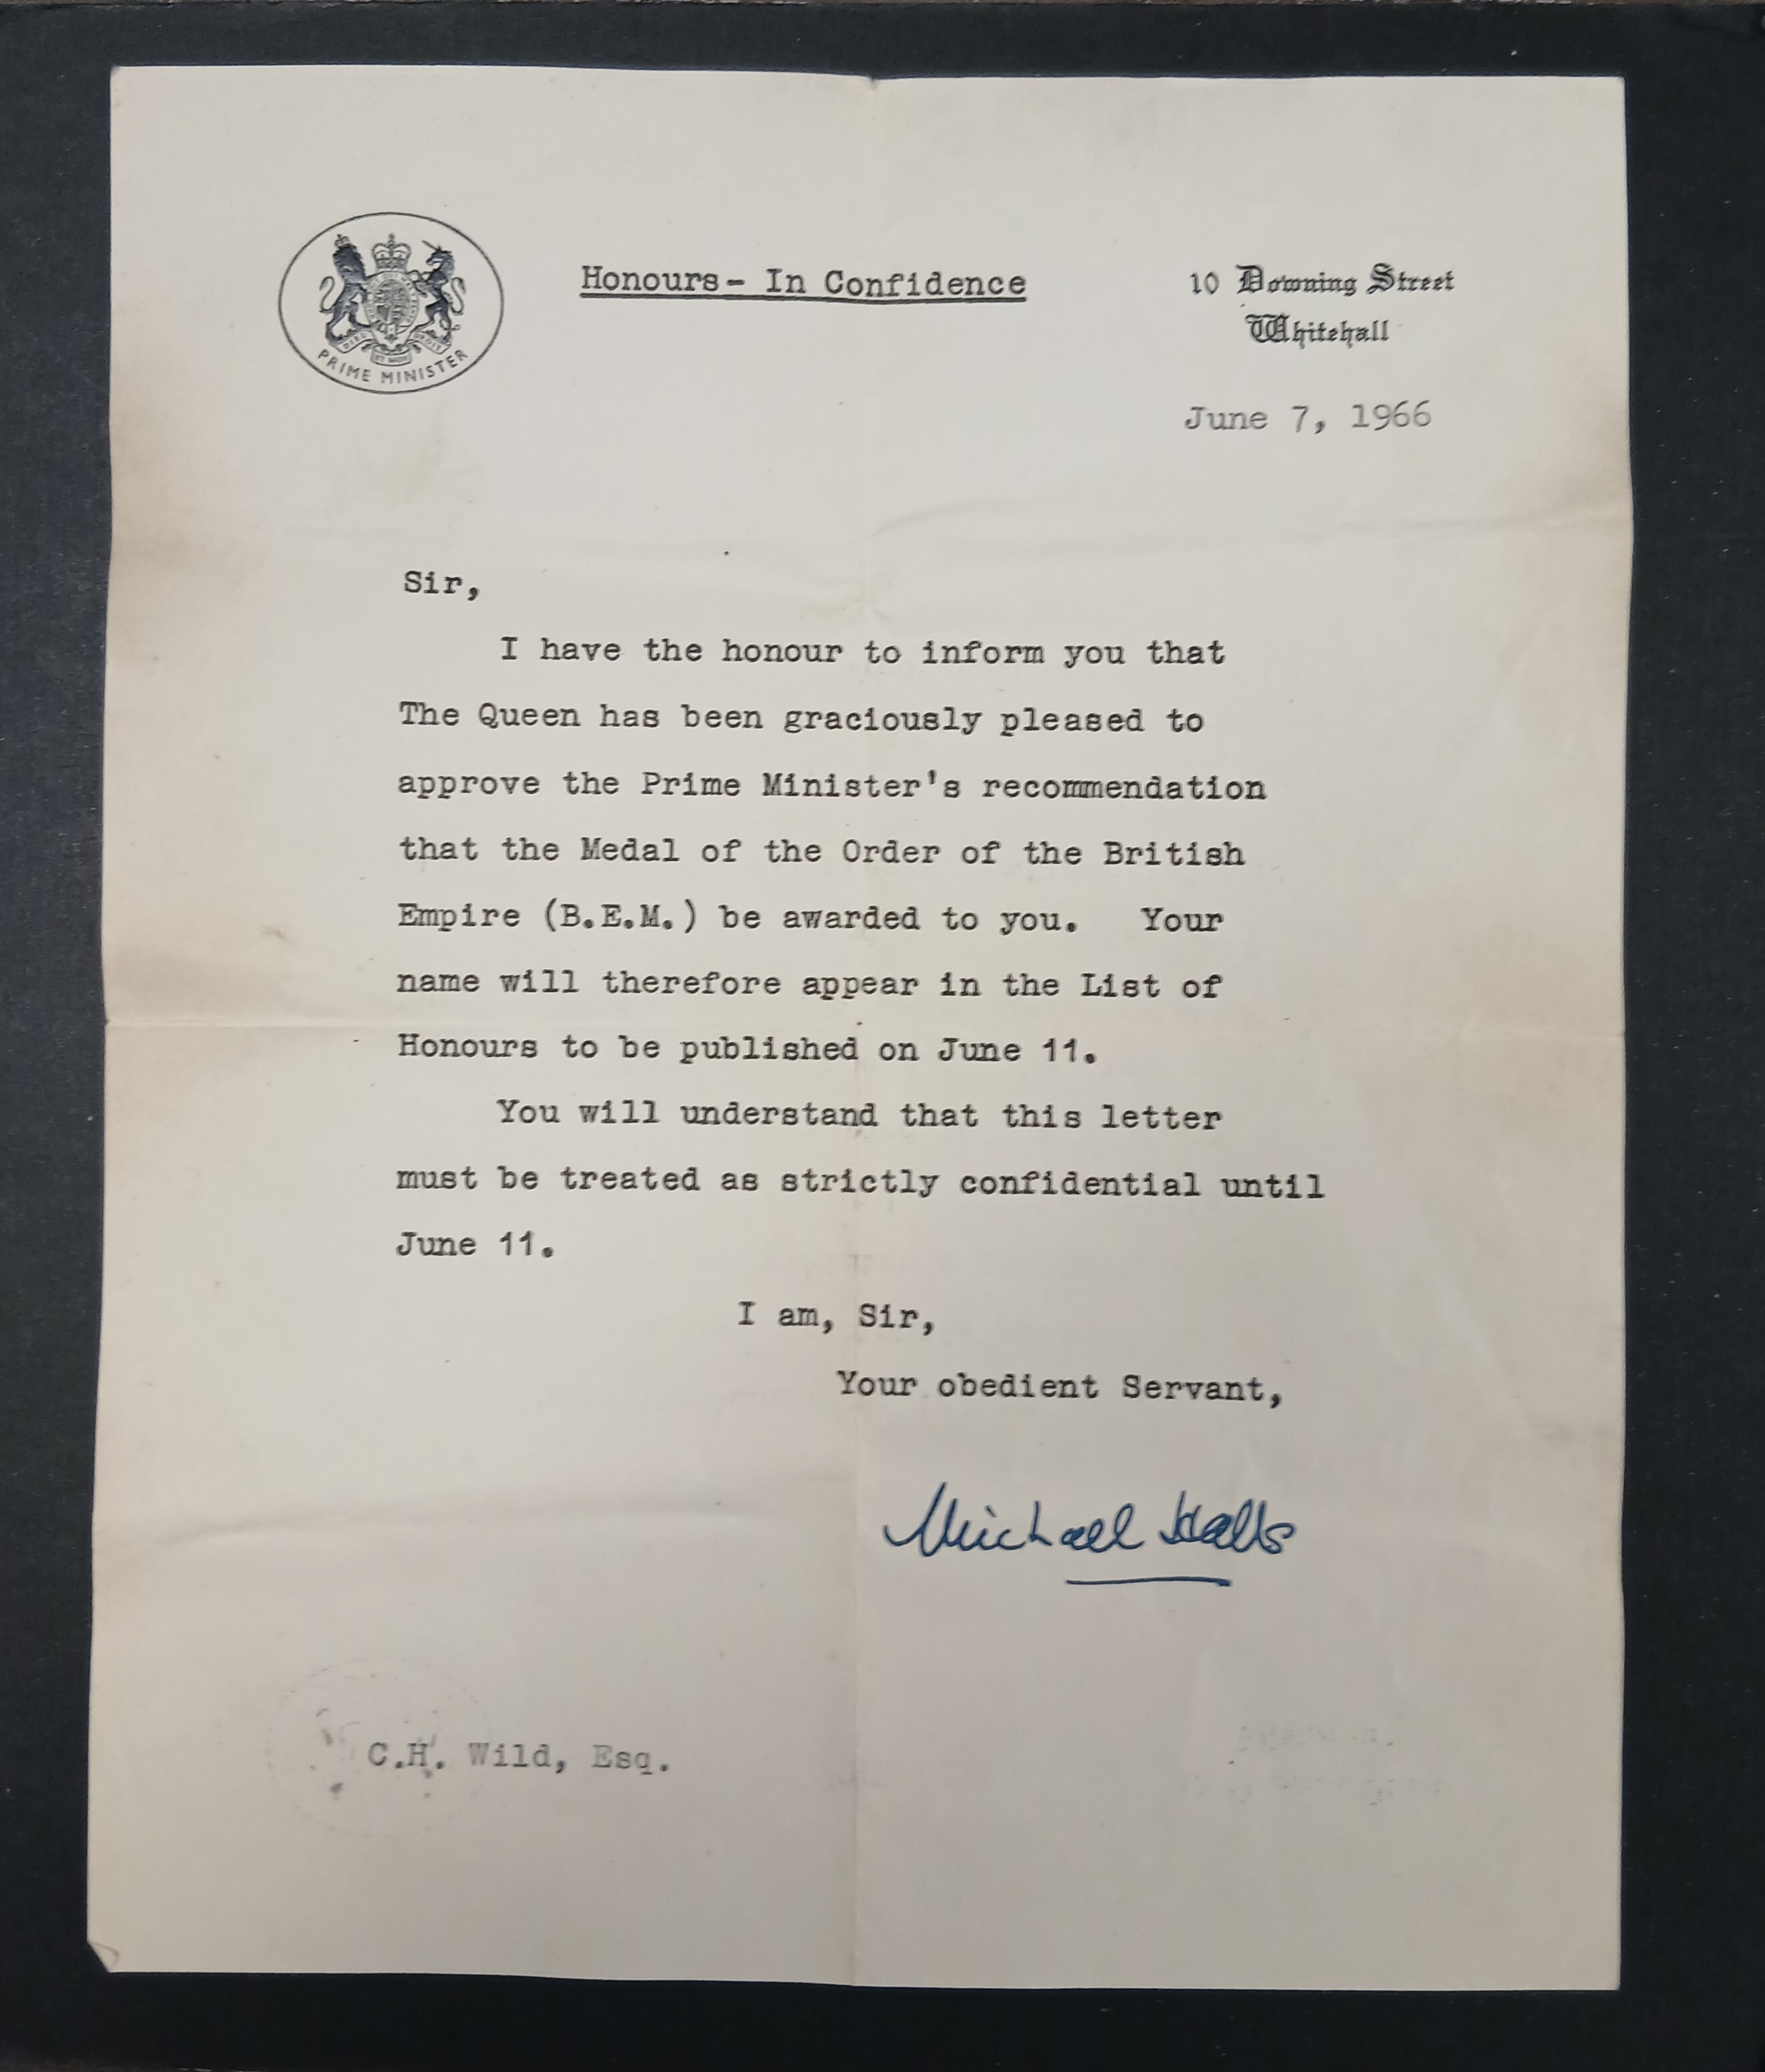 Honours - In Confidence
10 Downing Street
Whitehall
PRIME MINISTER
June 7, 1966
Sir,
I have the honour to inform you that
The Queen has been graciously pleased to
approve the Prime Minister's recommendation
that the Medal of the Order of the British
Empire (B.E.M.) be awarded to you. Your
name will therefore appear in the List of
Honours to be published on June 11.
You will understand that this letter
must be treated as strictly confidential until
June 11.
I am, Sir,
Your obedient Servant,
Michael Halls
C.H. Wild, Esq.